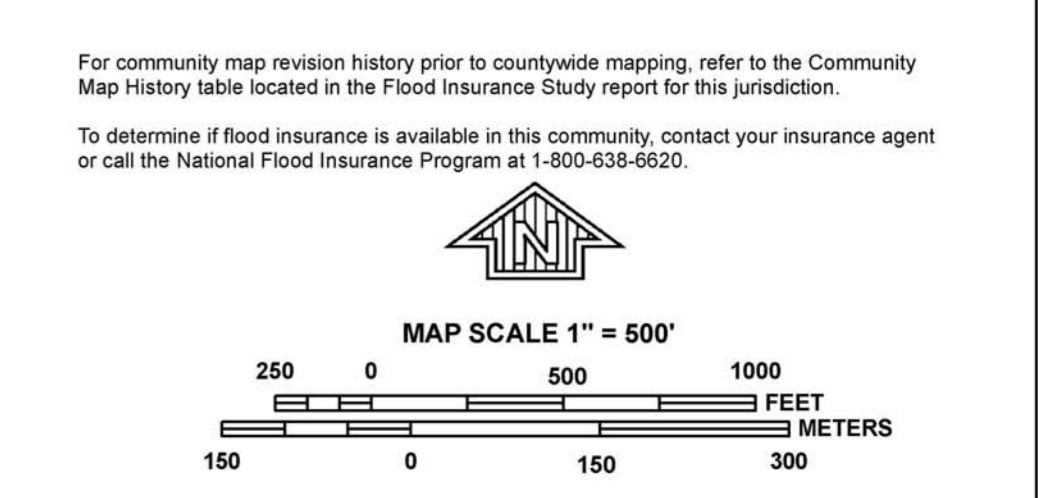 For community map revision history prior to countywide mapping, refer to the Community
Map History table located in the Flood Insurance Study report for this jurisdiction.
To determine if flood insurance is available in this community, contact your insurance agent
or call the National Flood Insurance Program at 1-800-638-6620.
N
MAP SCALE 1" = 500'
250 0 500 1000
FEET
METERS
150 0 150 300